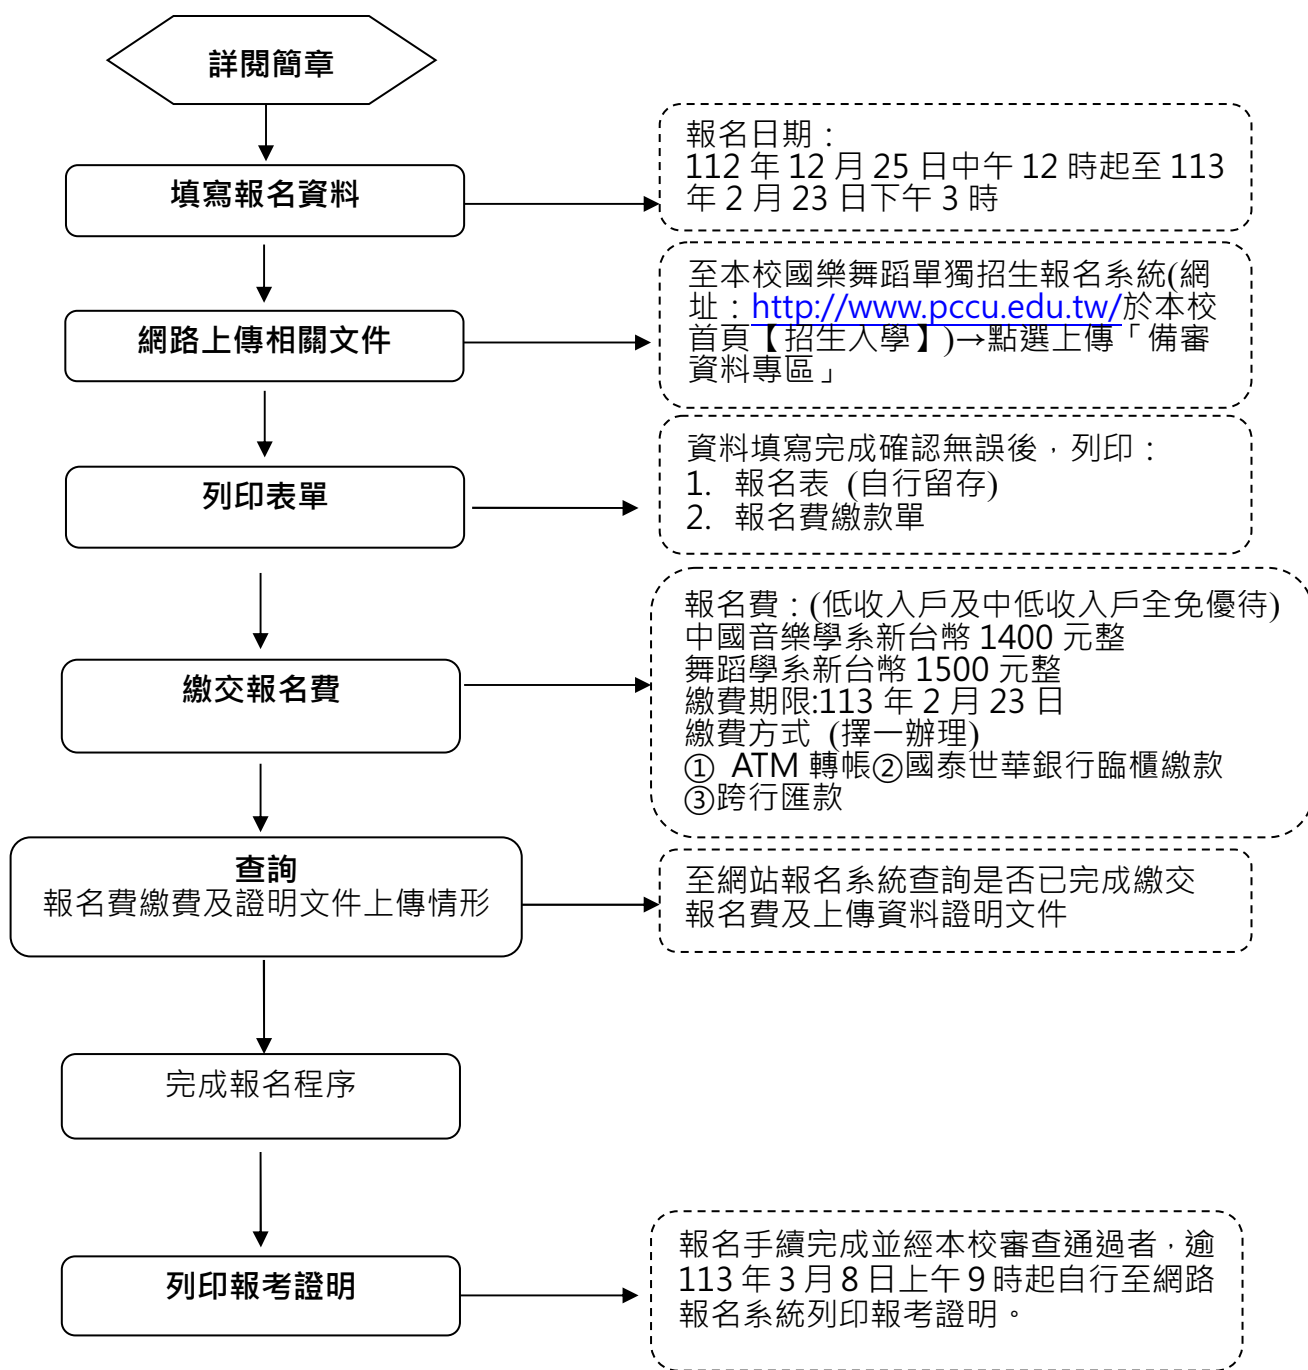 詳閱簡章
填寫報名資料
報名日期：
112 年 12 月 25 日中午 12 時起至 113
年 2 月 23 日下午 3 時
網路上傳相關文件
至本校國樂舞蹈單獨招生報名系統(網
址：http://www.pccu.edu.tw/於本校
首頁【招生入學】)→點選上傳「備審
資料專區」
列印表單
資料填寫完成確認無誤後，列印：
1. 報名表 (自行留存)
2. 報名費繳款單
繳交報名費
報名費：(低收入戶及中低收入戶全免優待)
中國音樂學系新台幣 1400 元整
舞蹈學系新台幣 1500 元整
繳費期限:113 年 2 月 23 日
繳費方式 (擇一辦理)
① ATM 轉帳②國泰世華銀行臨櫃繳款
③跨行匯款
查詢
報名費繳費及證明文件上傳情形
至網站報名系統查詢是否已完成繳交
報名費及上傳資料證明文件
完成報名程序
列印報考證明
報名手續完成並經本校審查通過者，逾
113 年 3 月 8 日上午 9 時起自行至網路
報名系統列印報考證明。